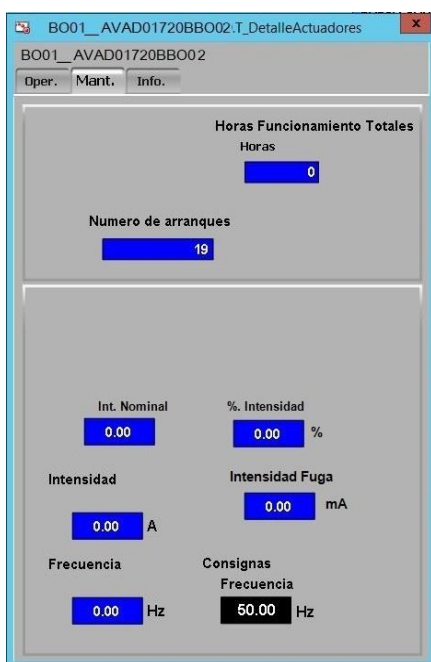 BO01__AVAD01720BBO02:T_DetalleActuadores x
BO01__AVAD01720BBO02
Oper. Mant. Info.
Horas Funcionamiento Totales
Horas
0
Numero de arranques
19
Int. Nominal %. Intensidad
0.00 0.00 %
Intensidad Intensidad Fuga
0.00 mA
0.00 A
Frecuencia Consignas
Frecuencia
0.00 Hz 50.00 Hz